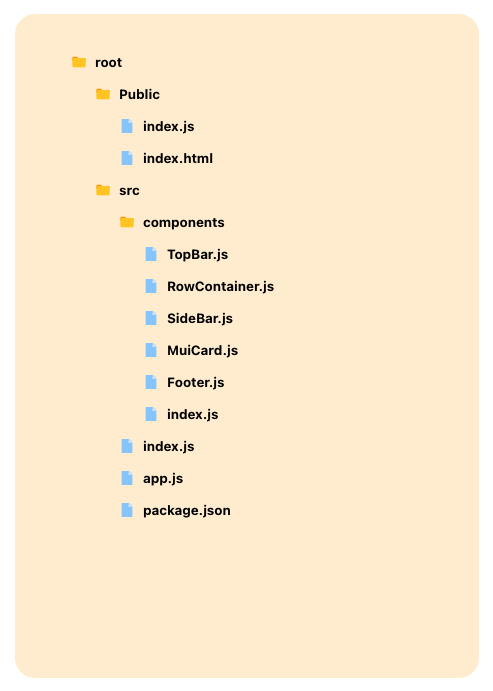 root
Public
index.js
index.html
src
components
TopBar.js
RowContainer.js
SideBar.js
MuiCard.js
Footer.js
index.js
index.js
app.js
package.json